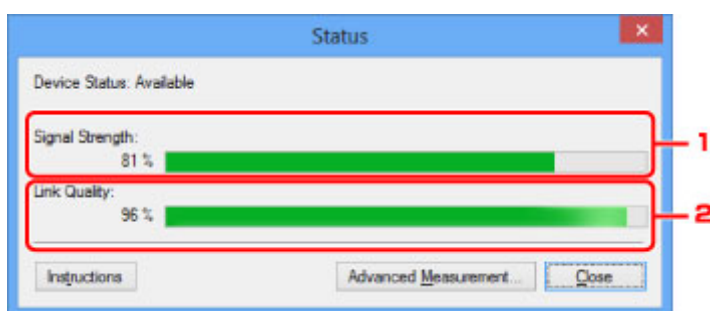 Status
Device Status: Available
Signal Strength:
81 %
1
Link Quality:
96 %
2
Instructions Advanced Measurement... Close